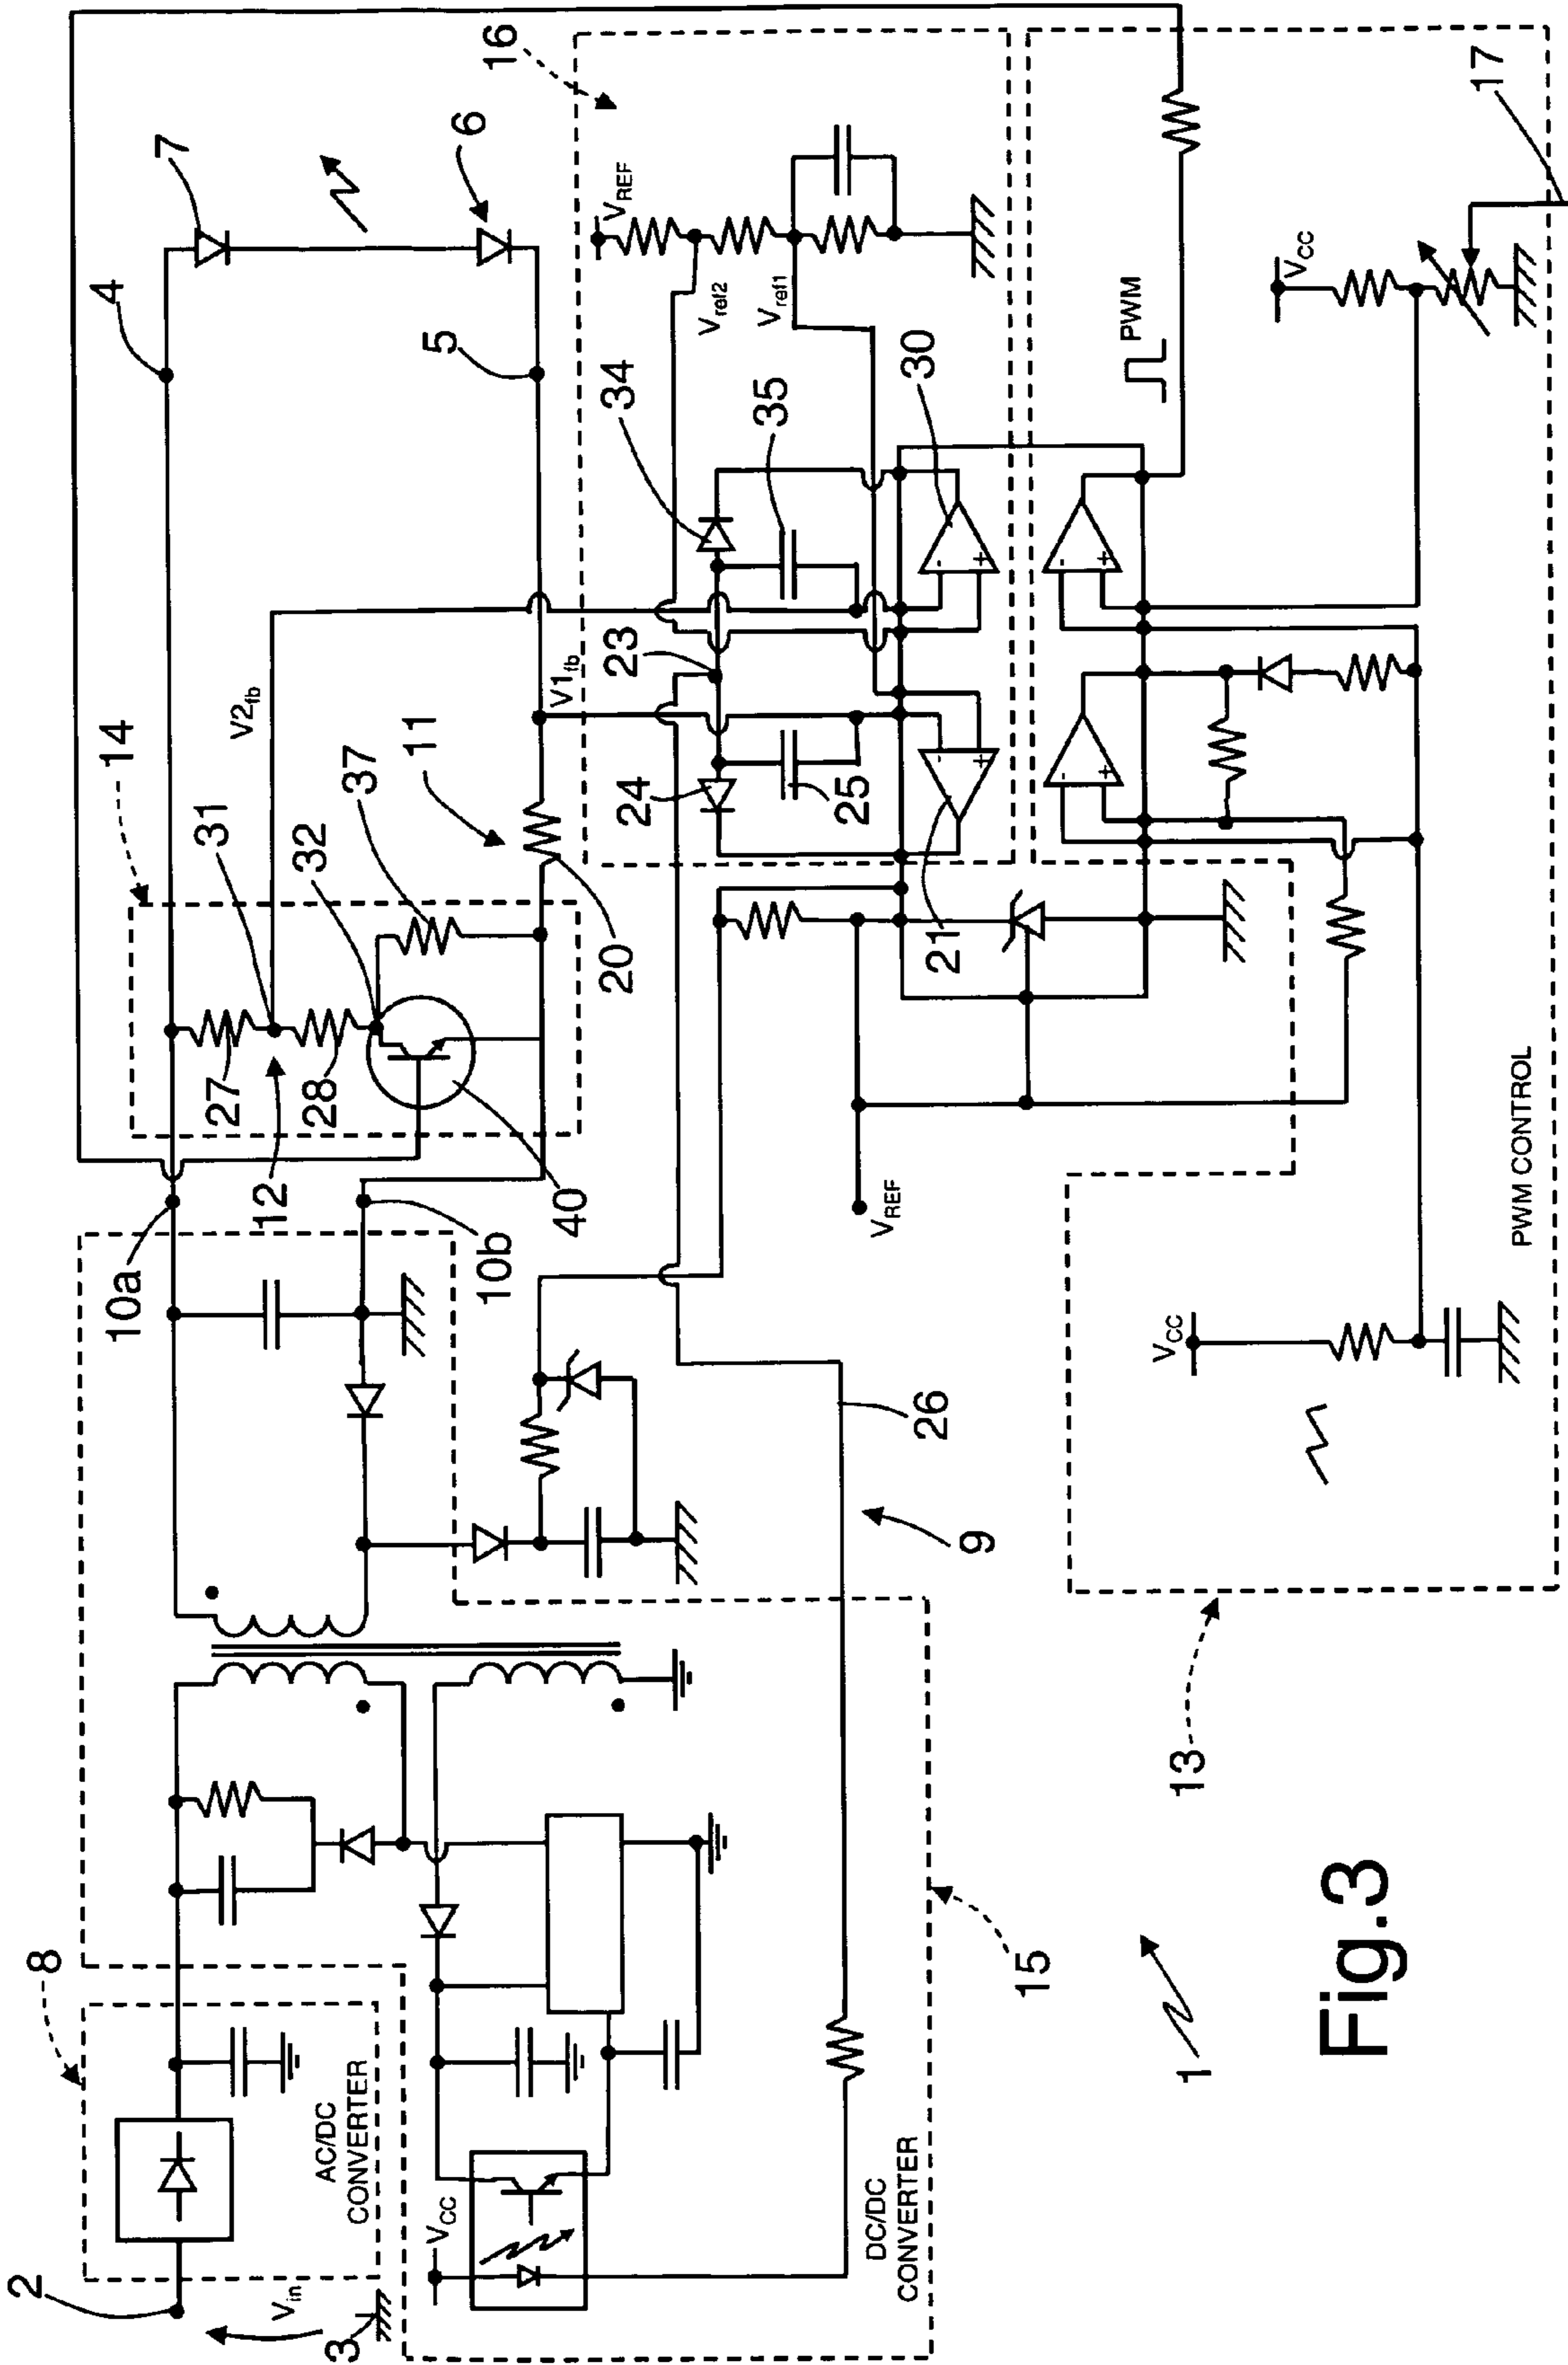 2
V_in
3
8
AC/DC
CONVERTER
V_CC
DC/DC
CONVERTER
15
1
Fig.3
9
26
10a
10b
12
27
28
31
32
14
37
40
11
20
V2_fb
V1_fb
4
5
7
6
16
V_REF
V_ref2
V_ref1
34
35
23
24
25
-
+
21
-
+
30
V_REF
13
V_CC
PWM CONTROL
-
+
-
+
PWM
V_CC
17